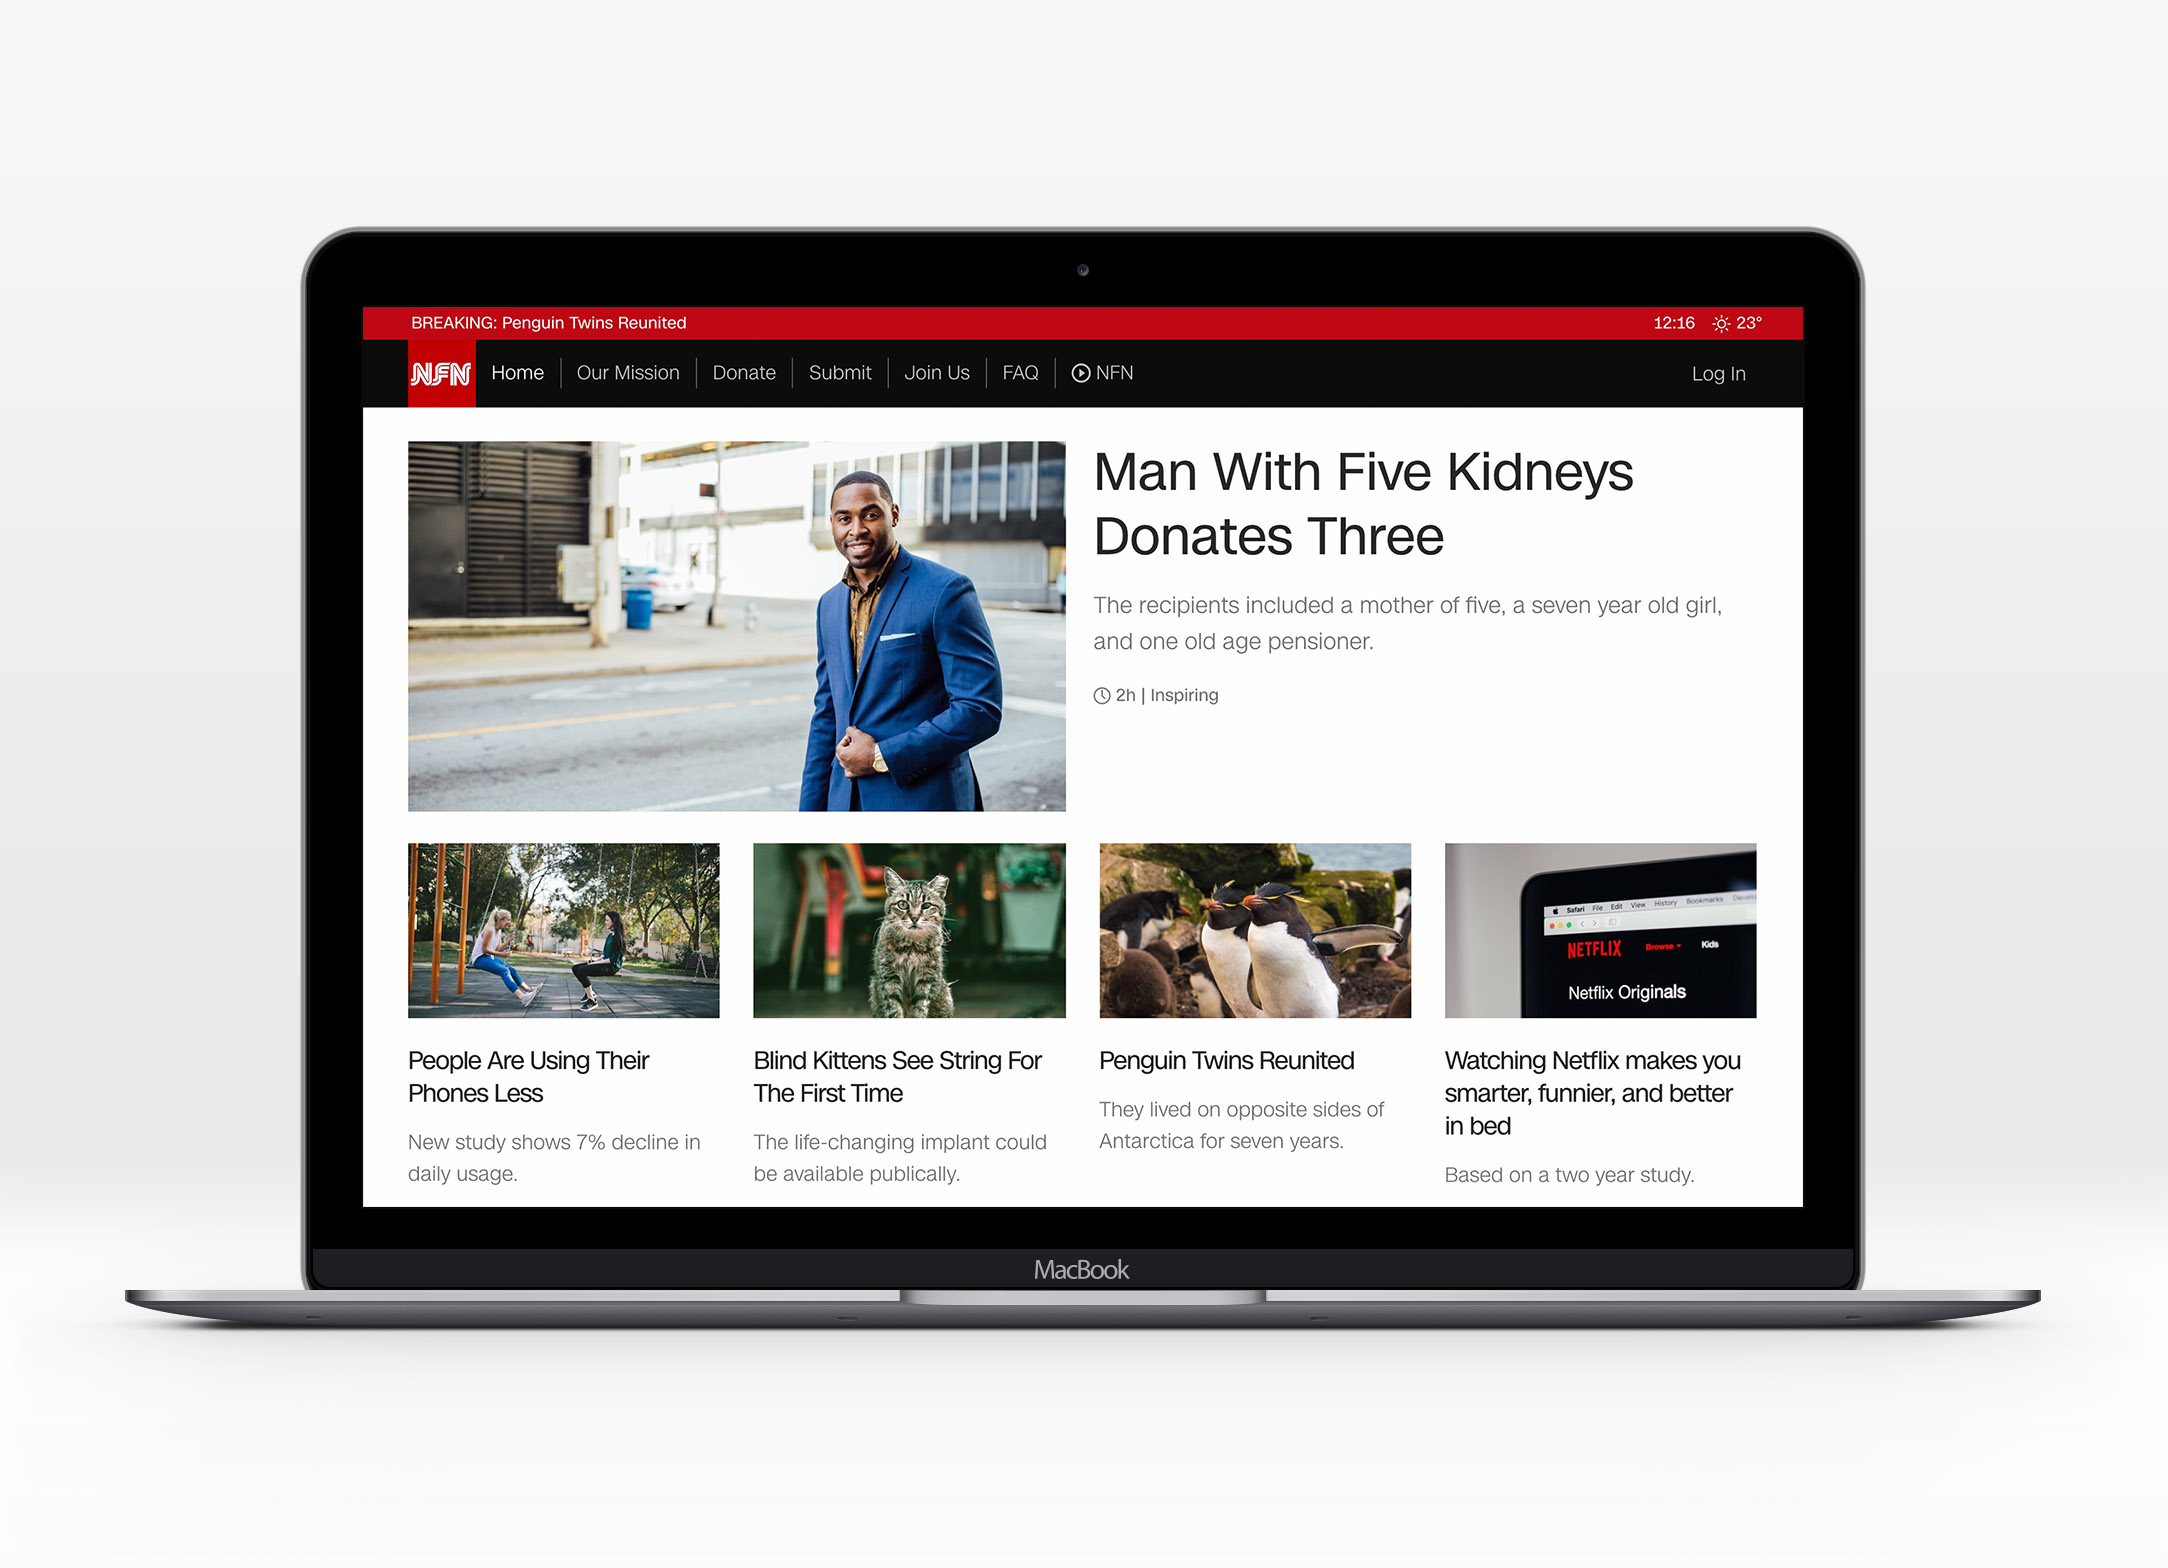 BREAKING: Penguin Twins Reunited
12:16 23°
NFN
Home
Our Mission
Donate
Submit
Join Us
FAQ
NFN
Log In
Man With Five Kidneys
Donates Three
The recipients included a mother of five, a seven year old girl,
and one old age pensioner.
2h | Inspiring
Safari File Edit View History Bookmarks
NETFLIX Browse Kids
Netflix Originals
People Are Using Their
Phones Less
New study shows 7% decline in
daily usage.
Blind Kittens See String For
The First Time
The life-changing implant could
be available publically.
Penguin Twins Reunited
They lived on opposite sides of
Antarctica for seven years.
Watching Netflix makes you
smarter, funnier, and better
in bed
Based on a two year study.
MacBook